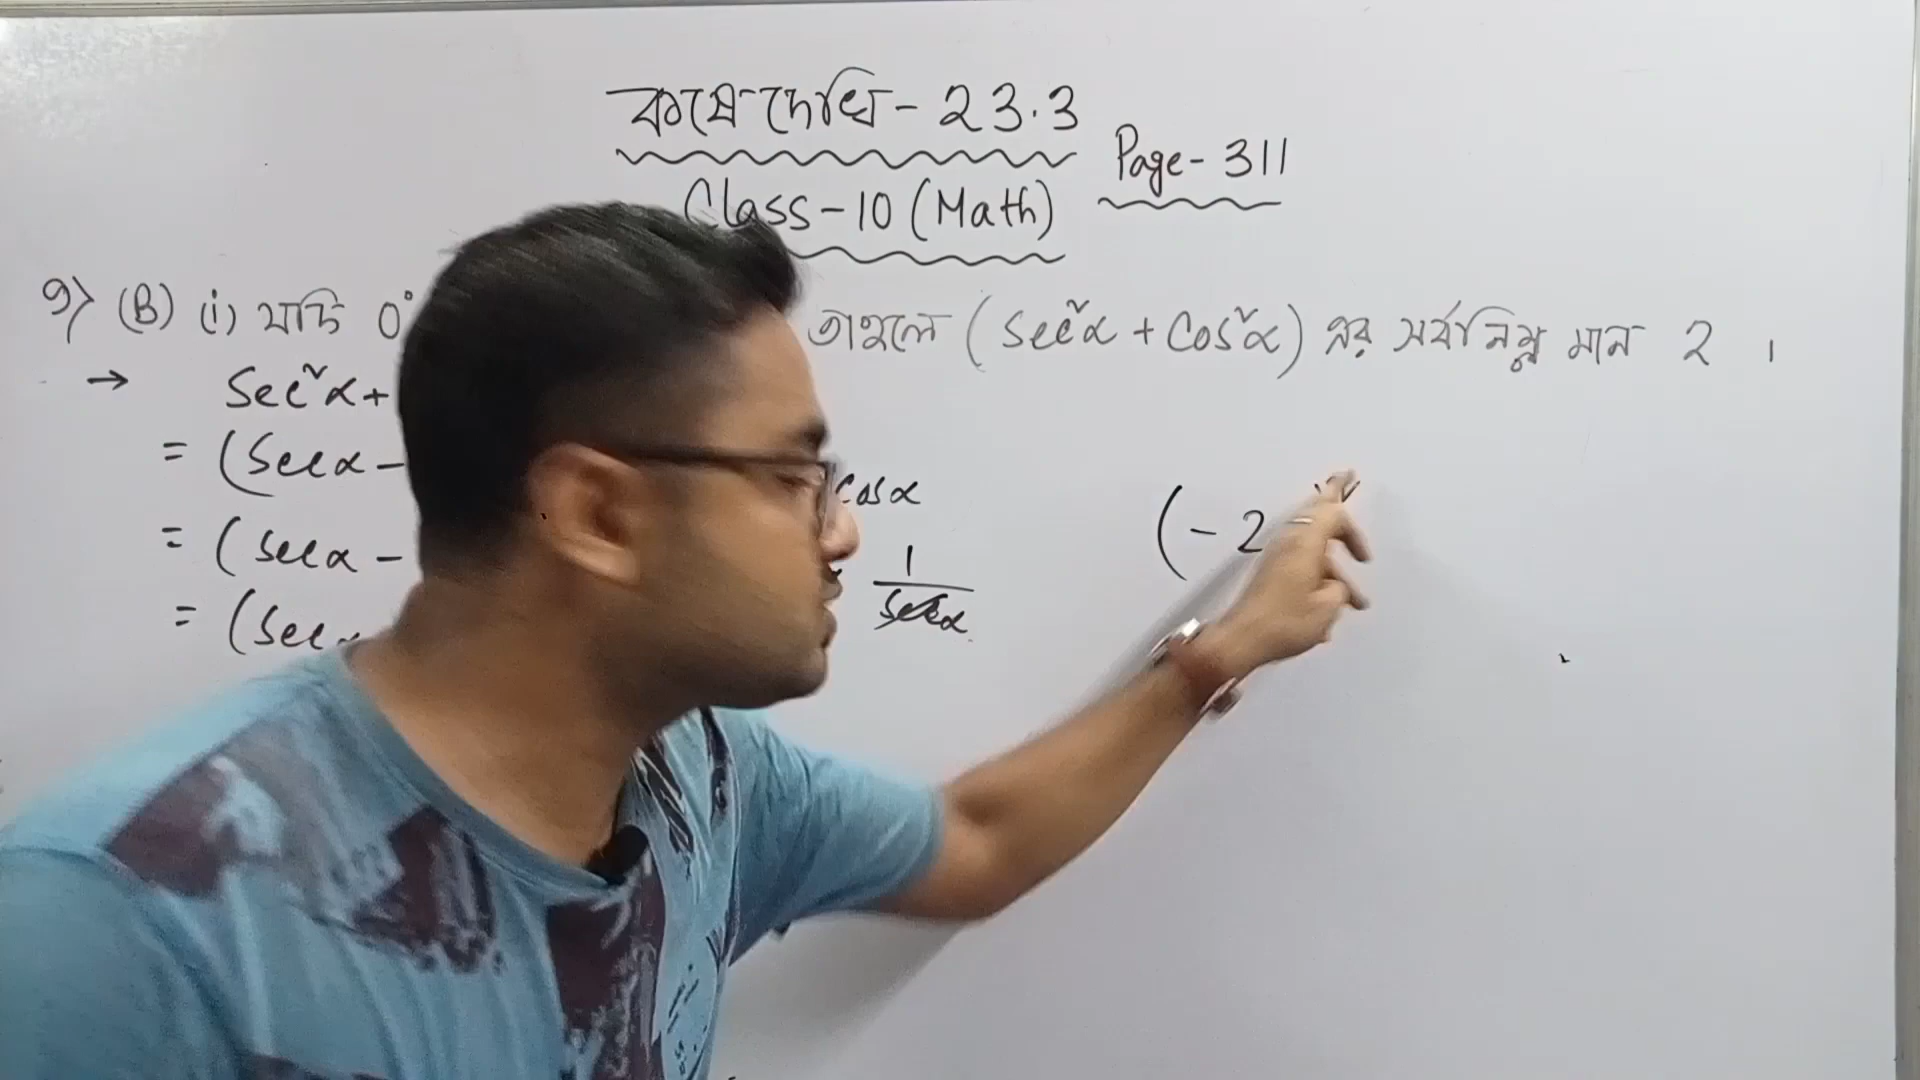 কষে দেখি - 23.3
Page - 311
Class - 10 (Math)
9) (B) (i) যদি 0° তাহলে (Sec²α + Cos²α) এর সর্বনিম্ন মান 2 ।
→ Sec²α +
= (Secα - Cosα
= (Secα - 1/Secα
= (Sec
(-2